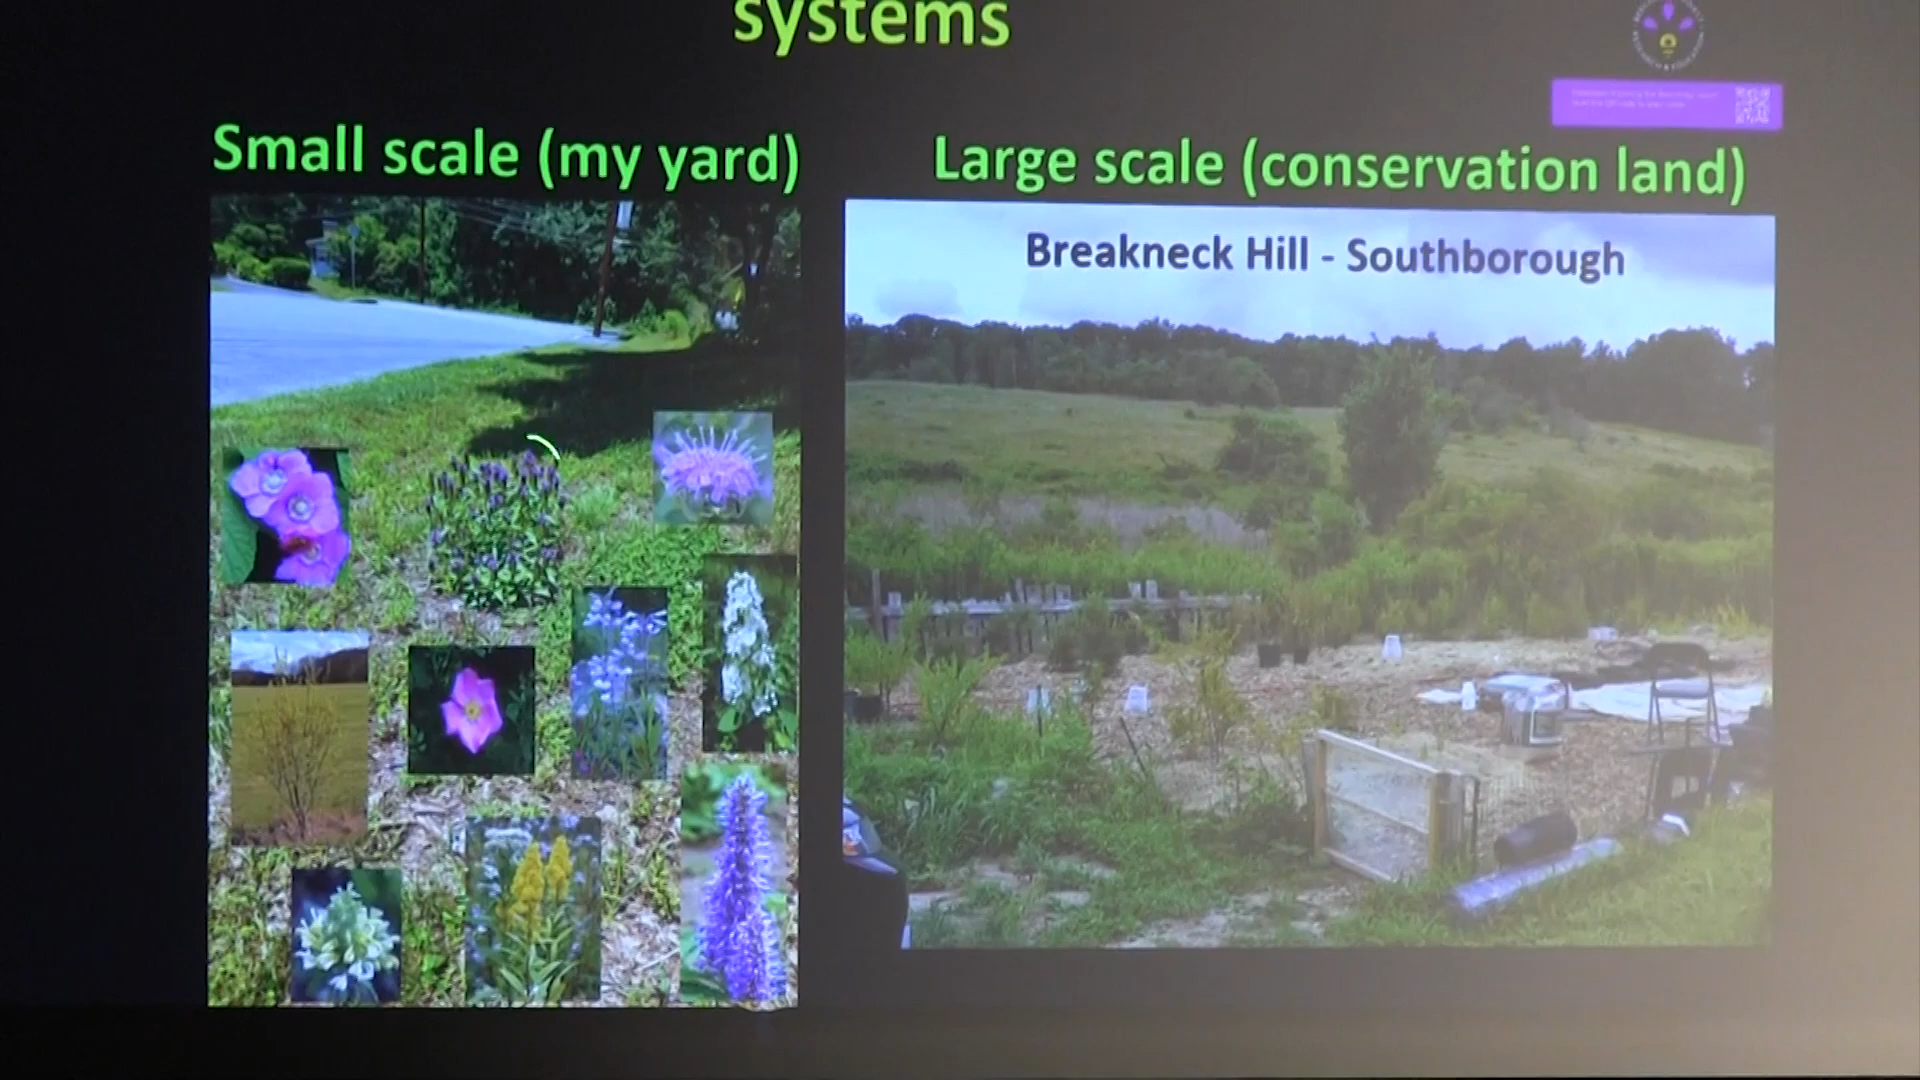 systems
Small scale (my yard)
Large scale (conservation land)
Breakneck Hill - Southborough